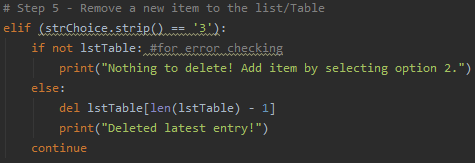 # Step 5 - Remove a new item to the list/Table
elif (strChoice.strip() == '3'):
    if not lstTable: #for error checking
        print("Nothing to delete! Add item by selecting option 2.")
    else:
        del lstTable[len(lstTable) - 1]
        print("Deleted latest entry!")
    continue